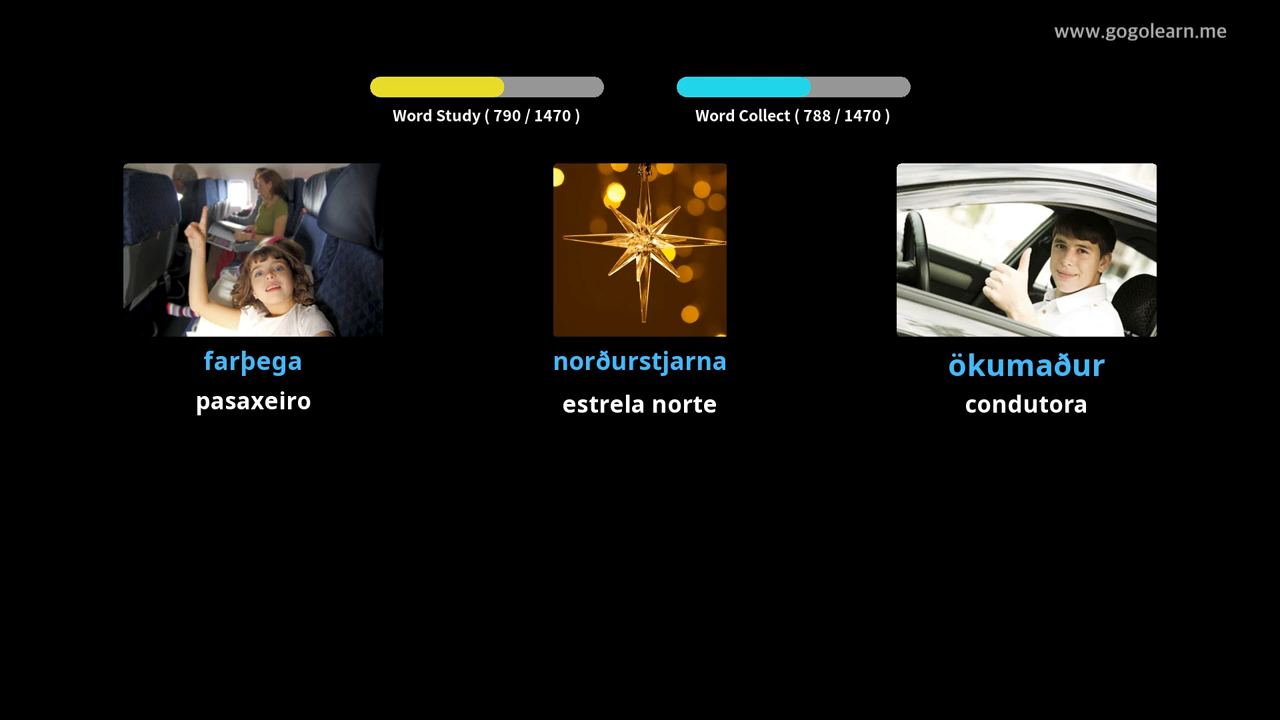 www.gogolearn.me
Word Study ( 790 / 1470 )
Word Collect ( 788 / 1470 )
farþega
norðurstjarna
ökumaður
pasaxeiro
estrela norte
condutora